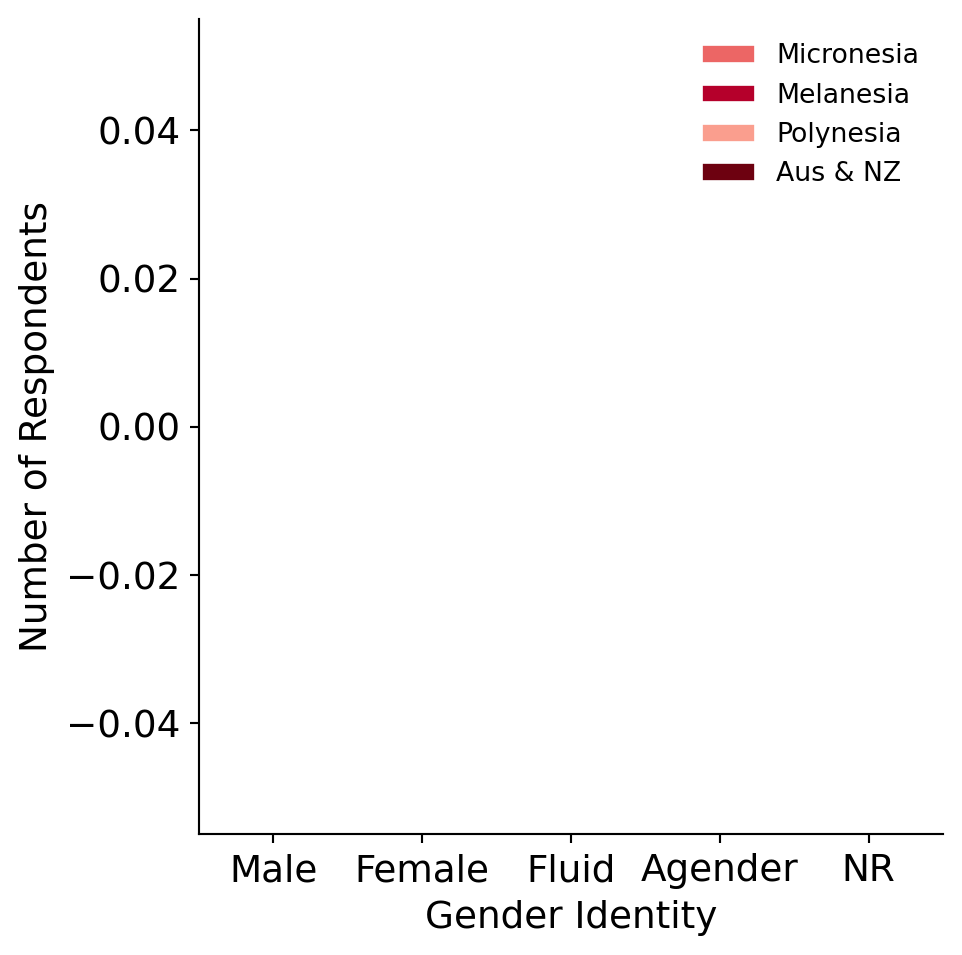 Micronesia
Melanesia
Polynesia
Aus & NZ
Number of Respondents
0.04
0.02
0.00
−0.02
−0.04
Male Female Fluid Agender NR
Gender Identity